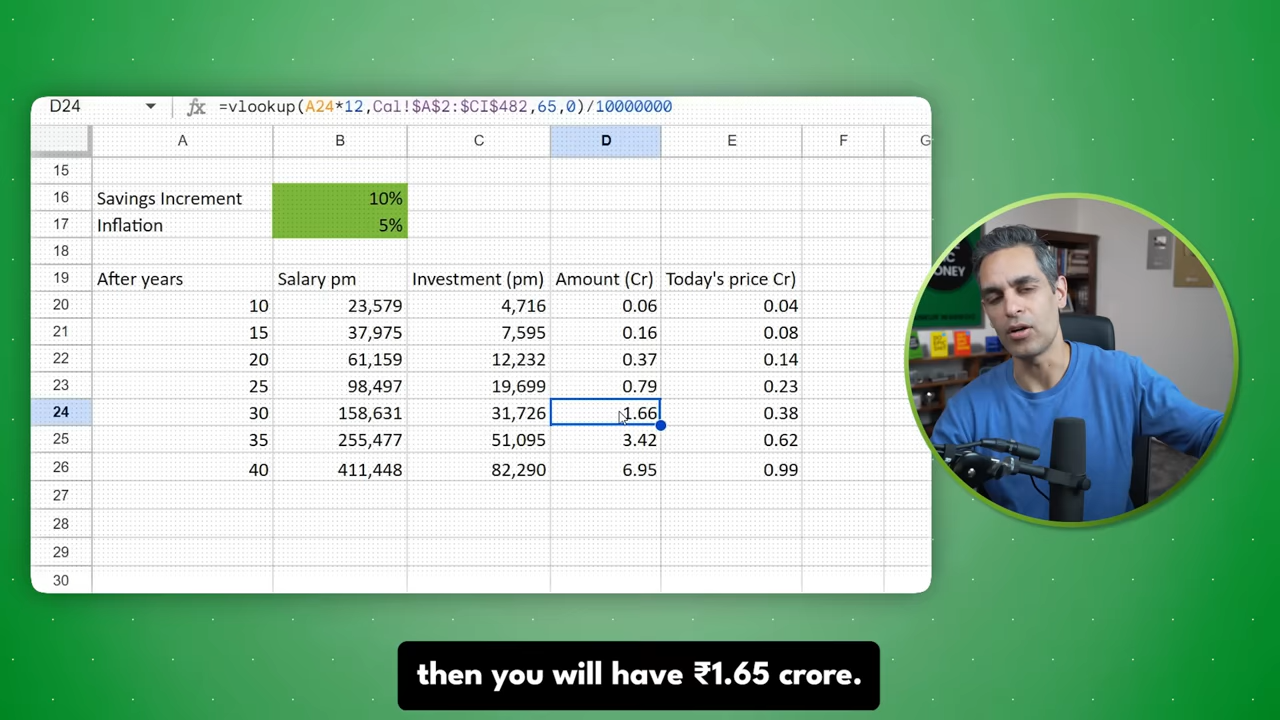 D24 fx =vlookup(A24*12,Cal!$A$2:$CI$482,65,0)/10000000
A B C D E F G
15
16 Savings Increment 10%
17 Inflation 5%
18
19 After years Salary pm Investment (pm) Amount (Cr) Today's price Cr)
20 10 23,579 4,716 0.06 0.04
21 15 37,975 7,595 0.16 0.08
22 20 61,159 12,232 0.37 0.14
23 25 98,497 19,699 0.79 0.23
24 30 158,631 31,726 1.66 0.38
25 35 255,477 51,095 3.42 0.62
26 40 411,448 82,290 6.95 0.99
27
28
29
30
then you will have ₹1.65 crore.